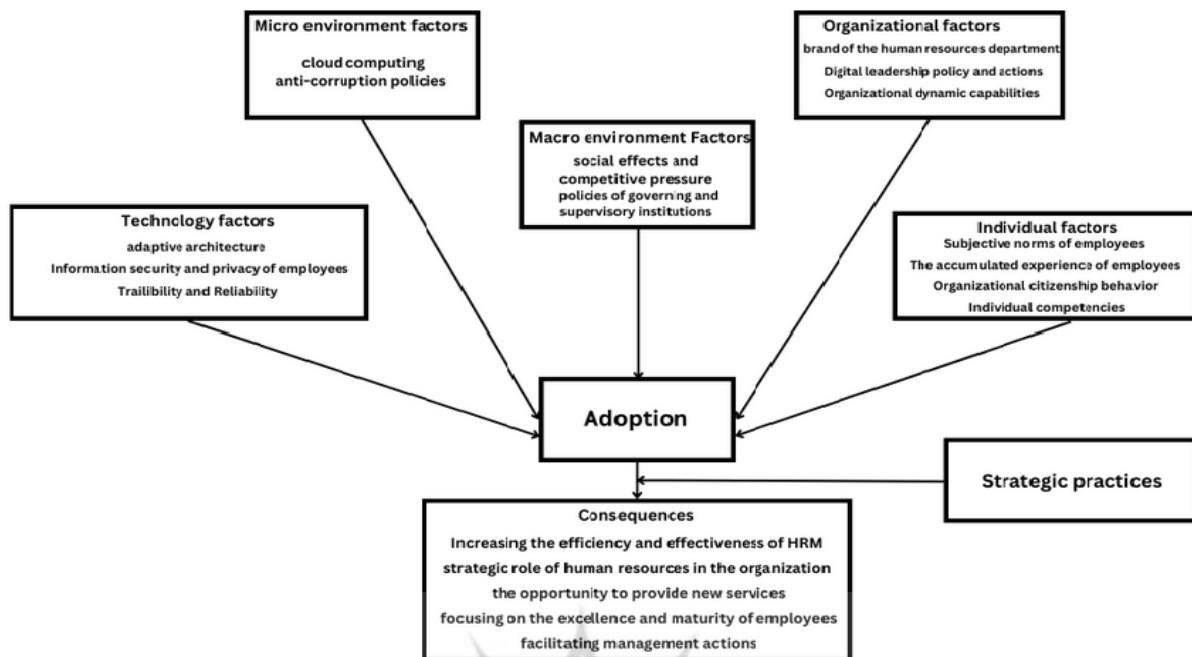 Micro environment factors
cloud computing
anti-corruption policies
Organizational factors
brand of the human resources department
Digital leadership policy and actions
Organizational dynamic capabilities
Macro environment Factors
social effects and
competitive pressure
policies of governing and
supervisory institutions
Technology factors
adaptive architecture
Information security and privacy of employees
Trailibility and Reliability
Individual factors
Subjective norms of employees
The accumulated experience of employees
Organizational citizenship behavior
Individual competencies
Adoption
Strategic practices
Consequences
Increasing the efficiency and effectiveness of HRM
strategic role of human resources in the organization
the opportunity to provide new services
focusing on the excellence and maturity of employees
facilitating management actions